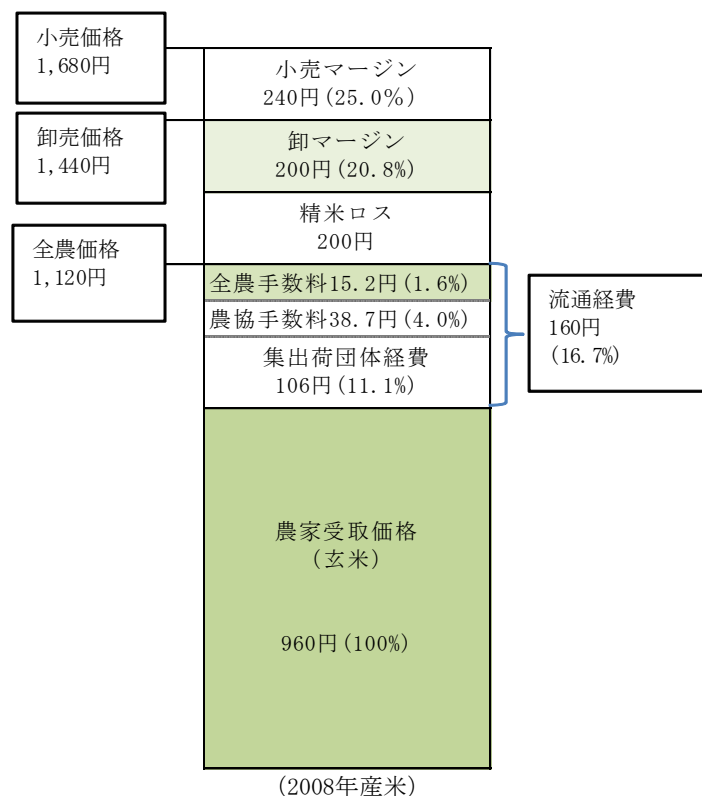 小売価格
1,680円
小売マージン
240円(25.0%)
卸売価格
1,440円
卸マージン
200円(20.8%)
精米ロス
200円
全農価格
1,120円
全農手数料15.2円(1.6%)
農協手数料38.7円(4.0%)
集出荷団体経費
106円(11.1%)
流通経費
160円
(16.7%)
農家受取価格
(玄米)
960円(100%)
(2008年産米)